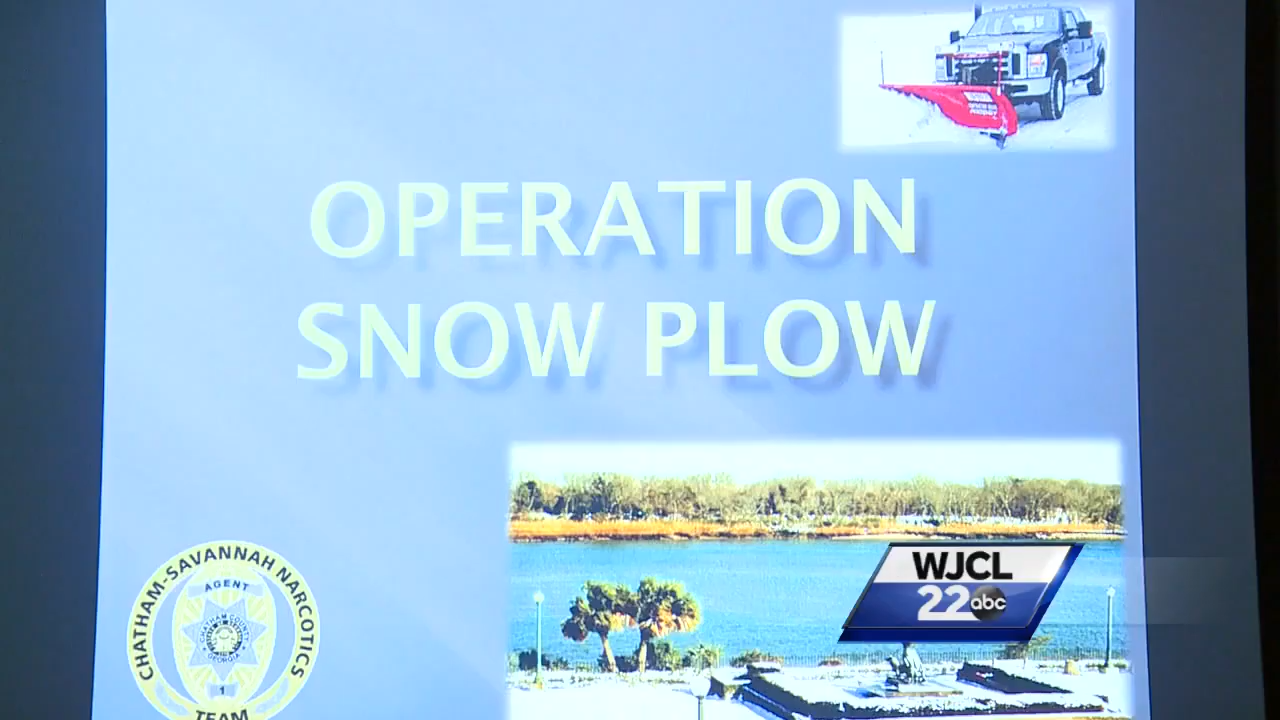 OPERATION
SNOW PLOW
CHATHAM-SAVANNAH NARCOTICS
TEAM
AGENT
1
WJCL
22 abc